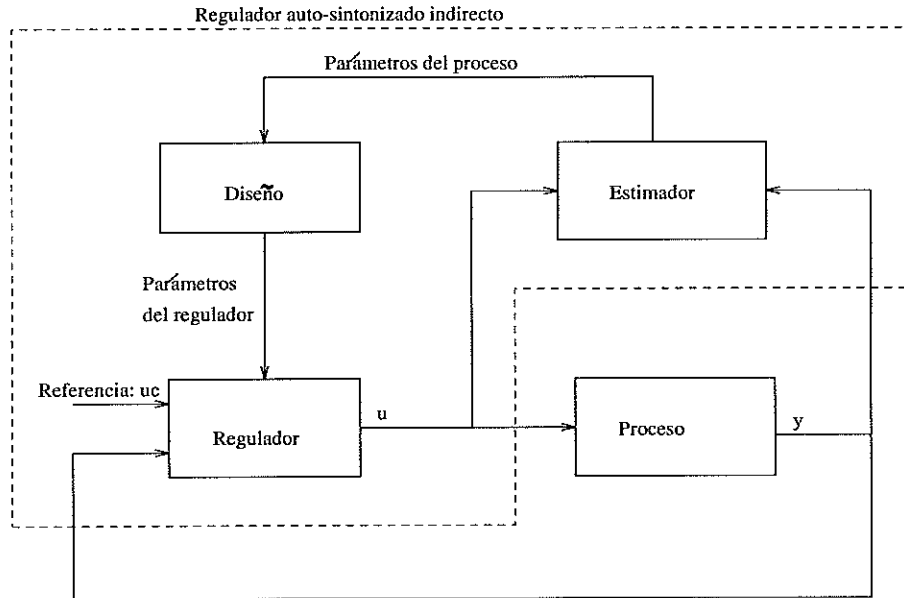 Regulador auto-sintonizado indirecto
Parámetros del proceso
Diseño
Estimador
Parámetros
del regulador
Referencia: uc
u
Regulador
Proceso
y